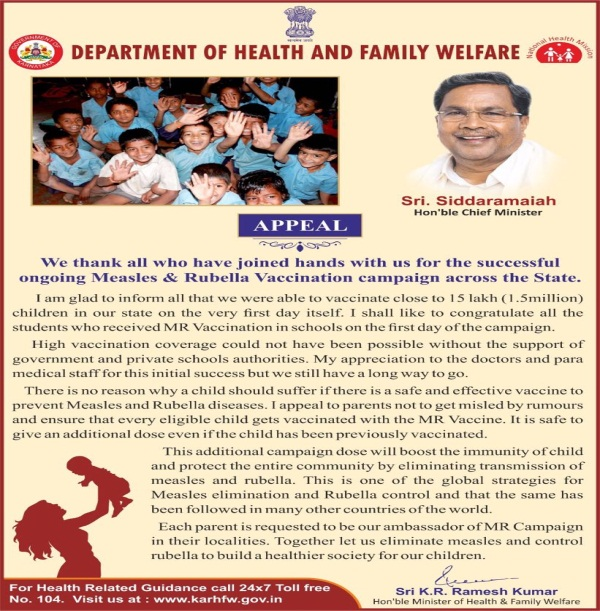 GOVERNMENT OF KARNATAKA
DEPARTMENT OF HEALTH AND FAMILY WELFARE
National Health Mission
Sri. Siddaramaiah
Hon'ble Chief Minister
APPEAL
We thank all who have joined hands with us for the successful
ongoing Measles & Rubella Vaccination campaign across the State.
I am glad to inform all that we were able to vaccinate close to 15 lakh (1.5million)
children in our state on the very first day itself. I shall like to congratulate all the
students who received MR Vaccination in schools on the first day of the campaign.
High vaccination coverage could not have been possible without the support of
government and private schools authorities. My appreciation to the doctors and para
medical staff for this initial success but we still have a long way to go.
There is no reason why a child should suffer if there is a safe and effective vaccine to
prevent Measles and Rubella diseases. I appeal to parents not to get misled by rumours
and ensure that every eligible child gets vaccinated with the MR Vaccine. It is safe to
give an additional dose even if the child has been previously vaccinated.
This additional campaign dose will boost the immunity of child
and protect the entire community by eliminating transmission of
measles and rubella. This is one of the global strategies for
Measles elimination and Rubella control and that the same has
been followed in many other countries of the world.
Each parent is requested to be our ambassador of MR Campaign
in their localities. Together let us eliminate measles and control
rubella to build a healthier society for our children.
For Health Related Guidance call 24x7 Toll free
No. 104. Visit us at : www.karhfw.gov.in
Sri K.R. Ramesh Kumar
Hon'ble Minister of Health & Family Welfare